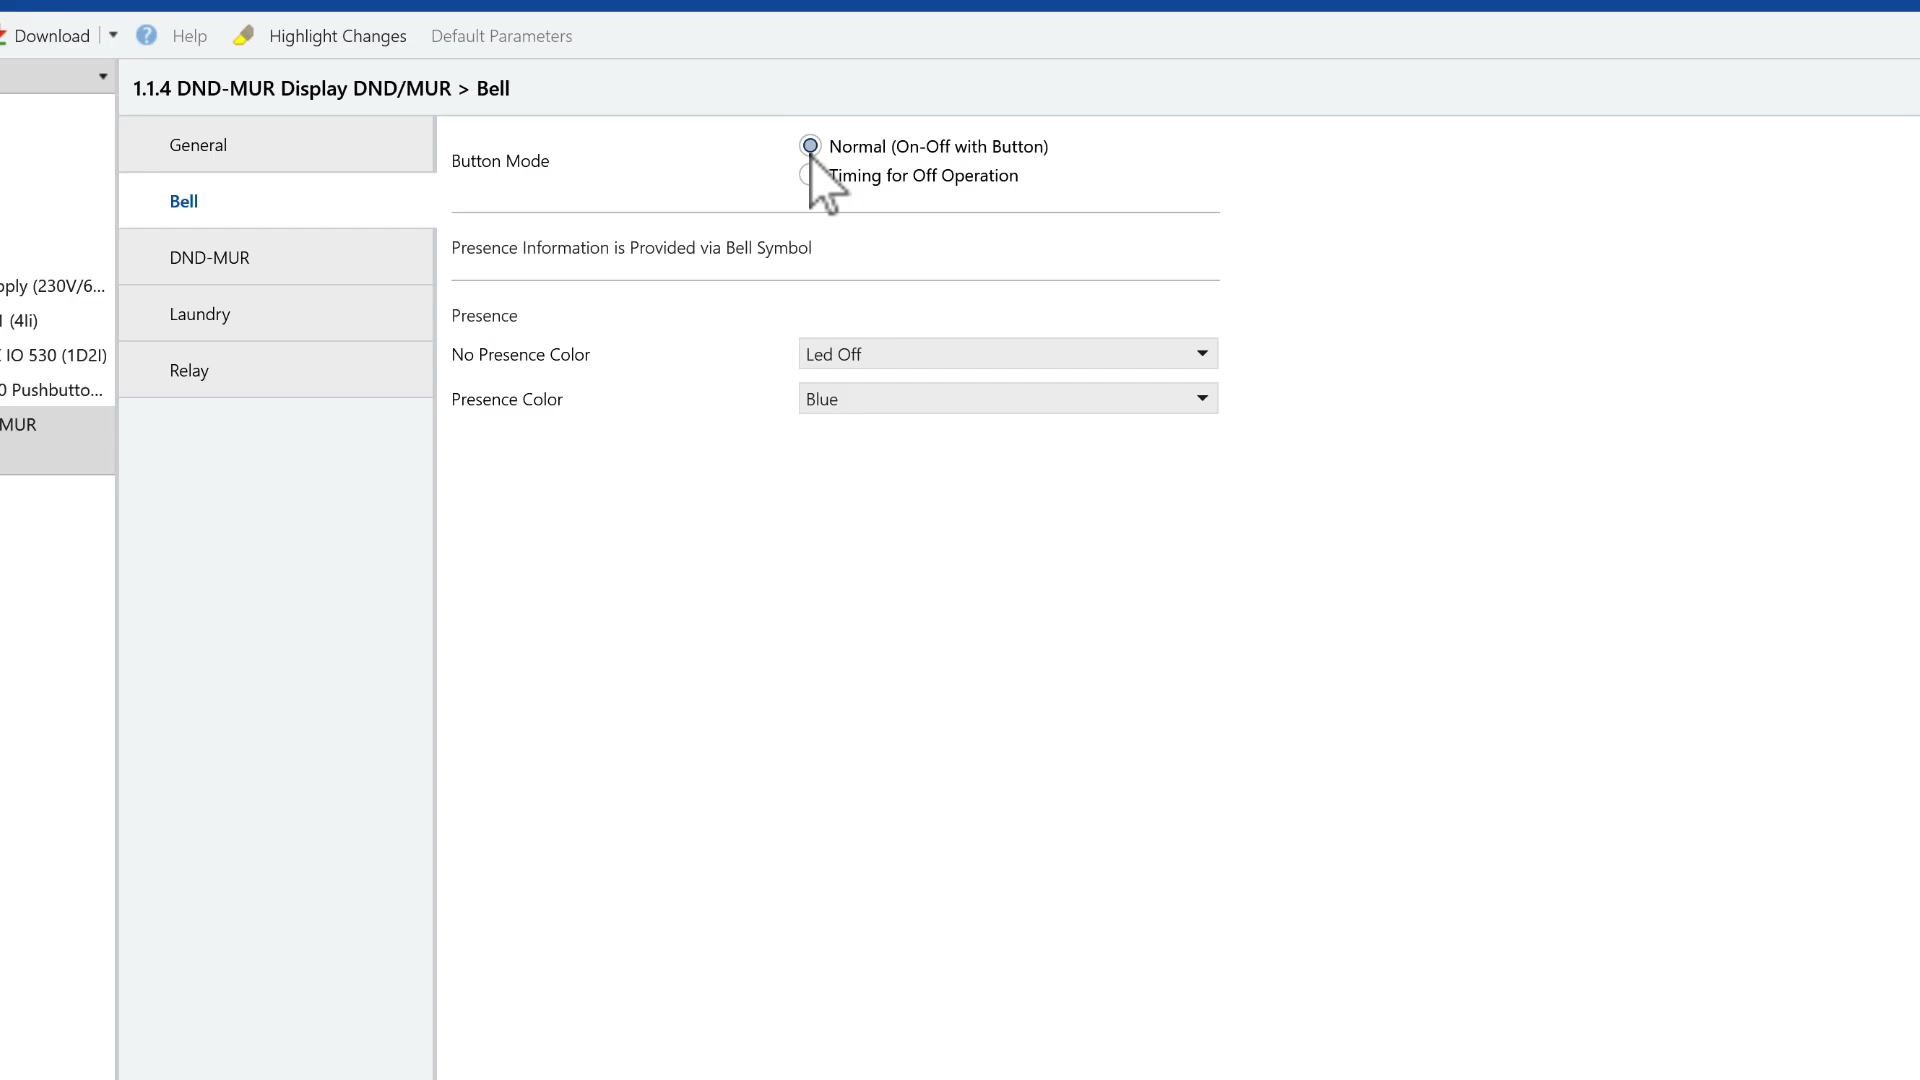 Download
Help
Highlight Changes
Default Parameters
1.1.4 DND-MUR Display DND/MUR > Bell
General
Bell
DND-MUR
Laundry
Relay
pply (230V/6...
(4li)
IO 530 (1D2I)
0 Pushbutto...
MUR
Button Mode
Normal (On-Off with Button)
Timing for Off Operation
Presence Information is Provided via Bell Symbol
Presence
No Presence Color
Led Off
Presence Color
Blue